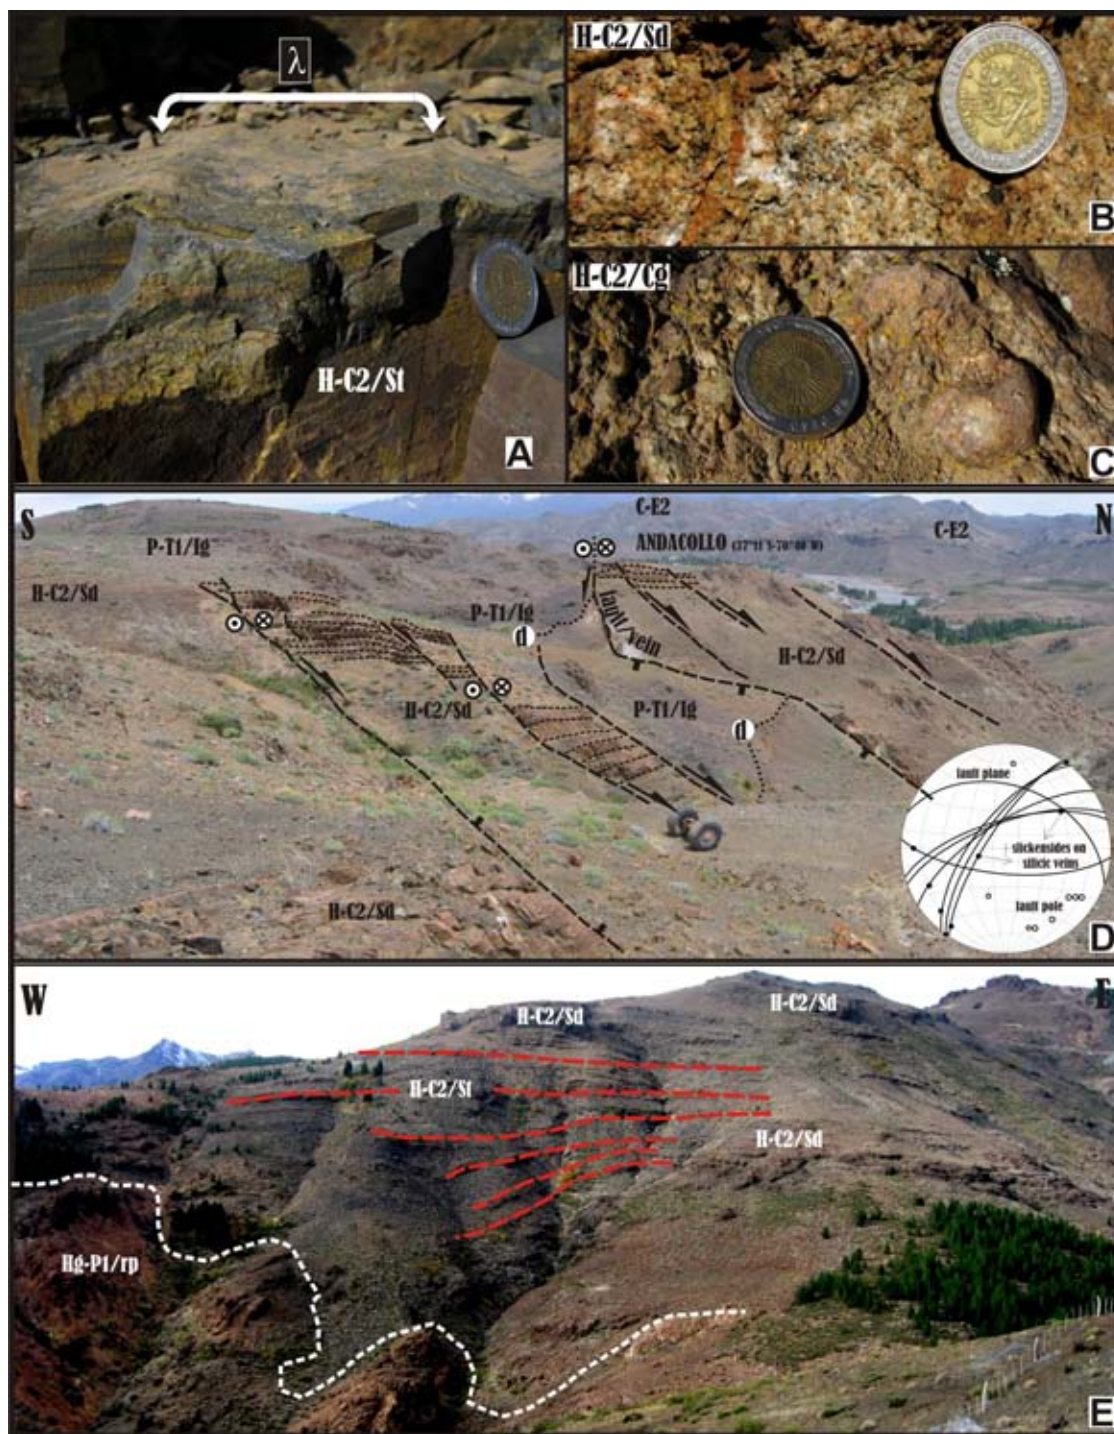 λ
H-C2/St
A
H-C2/Sd
B
H-C2/Cg
C
S
N
C-E2
C-E2
ANDACOLLO
P-T1/Ig
H-C2/Sd
P-T1/Ig
d
fault/vein
H-C2/Sd
H-C2/Sd
P-T1/Ig
d
fault plane
slickensides on
silicic veins
fault pole
H-C2/Sd
D
W
E
H-C2/Sd
H-C2/Sd
H-C2/St
H-C2/Sd
Hg-P1/rp
E